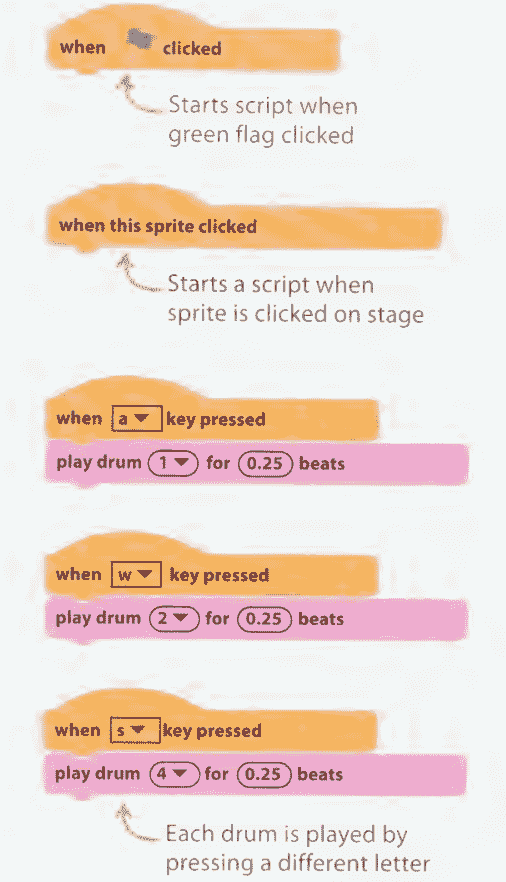 when clicked
Starts script when
green flag clicked
when this sprite clicked
Starts a script when
sprite is clicked on stage
when a key pressed
play drum 1 for 0.25 beats
when w key pressed
play drum 2 for 0.25 beats
when s key pressed
play drum 4 for 0.25 beats
Each drum is played by
pressing a different letter